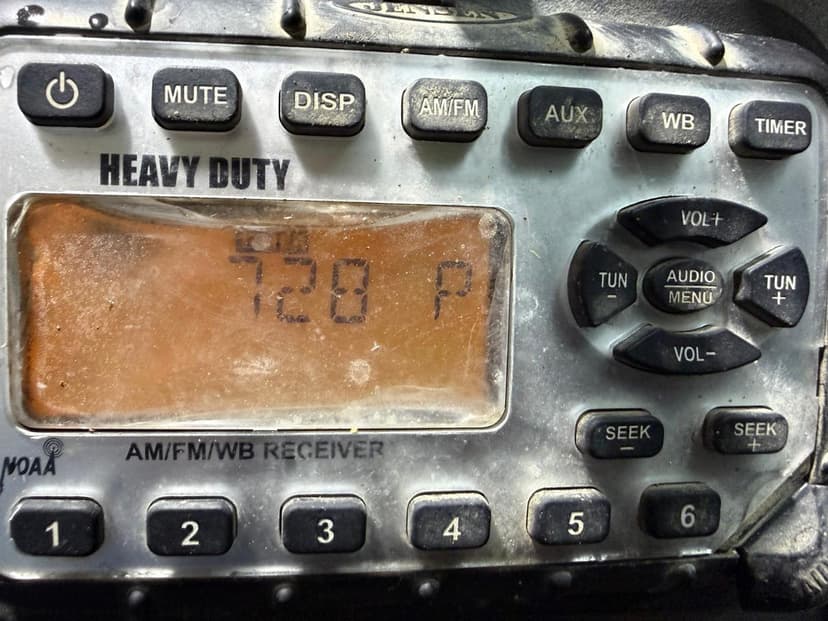 JENSEN
MUTE
DISP
AM/FM
AUX
WB
TIMER
HEAVY DUTY
728 P
VOL+
TUN
−
AUDIO
MENU
TUN
+
VOL−
SEEK
−
SEEK
+
NOAA
AM/FM/WB RECEIVER
1
2
3
4
5
6